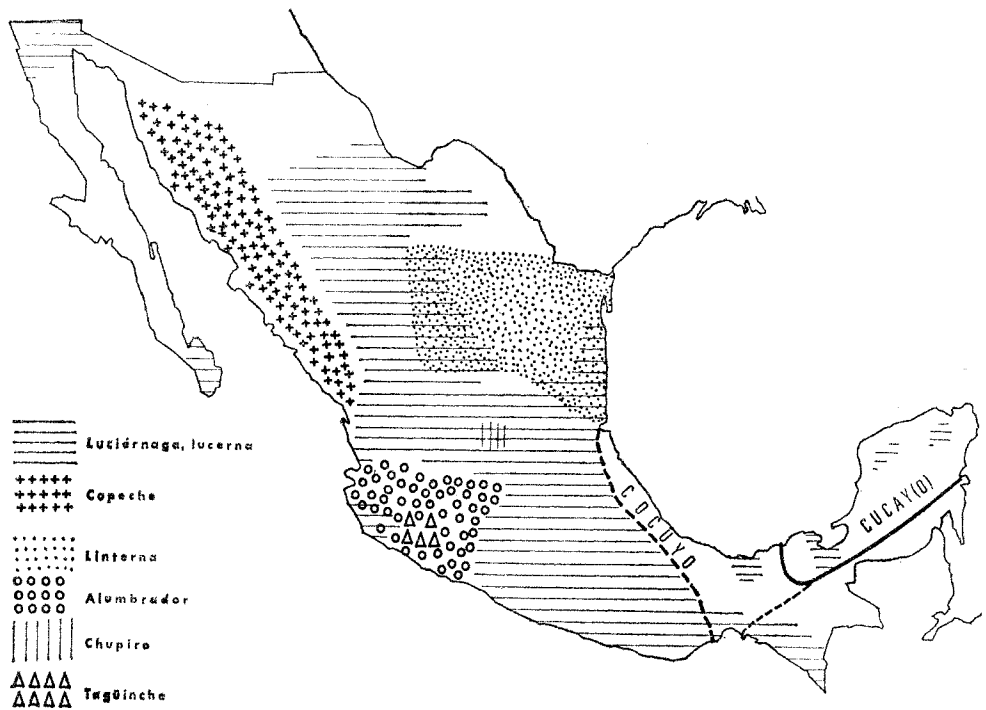 COCUYO
CUCAY(O)
Luciérnaga, lucerna
Copeche
Linterna
Alumbrador
Chupiro
Tagüinche